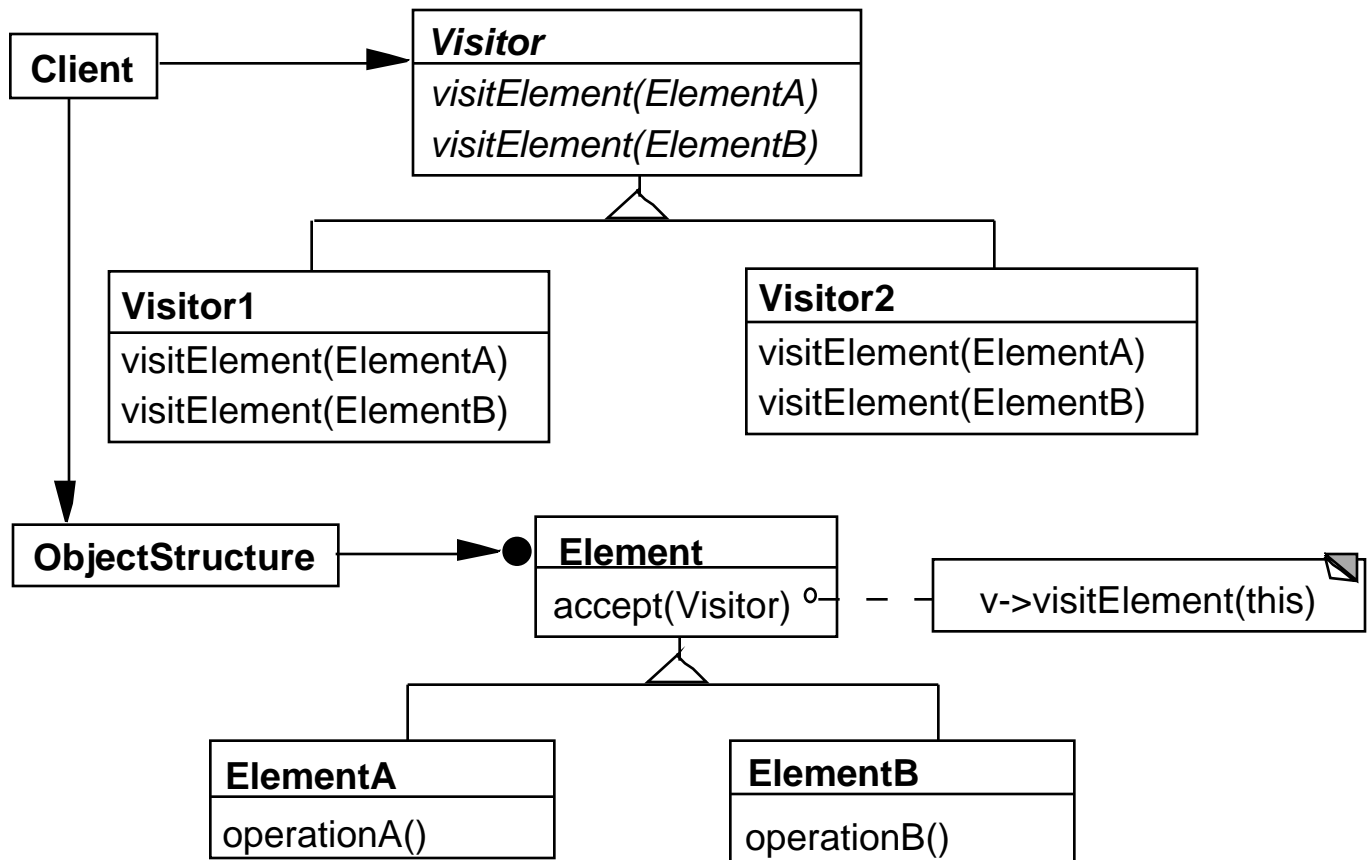 Client
Visitor
visitElement(ElementA)
visitElement(ElementB)
Visitor1
visitElement(ElementA)
visitElement(ElementB)
Visitor2
visitElement(ElementA)
visitElement(ElementB)
ObjectStructure
Element
accept(Visitor)
v->visitElement(this)
ElementA
operationA()
ElementB
operationB()